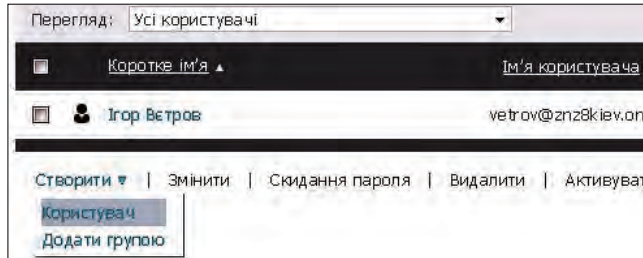 Перегляд: Усі користувачі
Коротке ім'я ▲ Ім'я користувача
Ігор Вєтров vetrov@znz8kiev.on
Створити ▼ | Змінити | Скидання пароля | Видалити | Активуват
Користувач
Додати групою